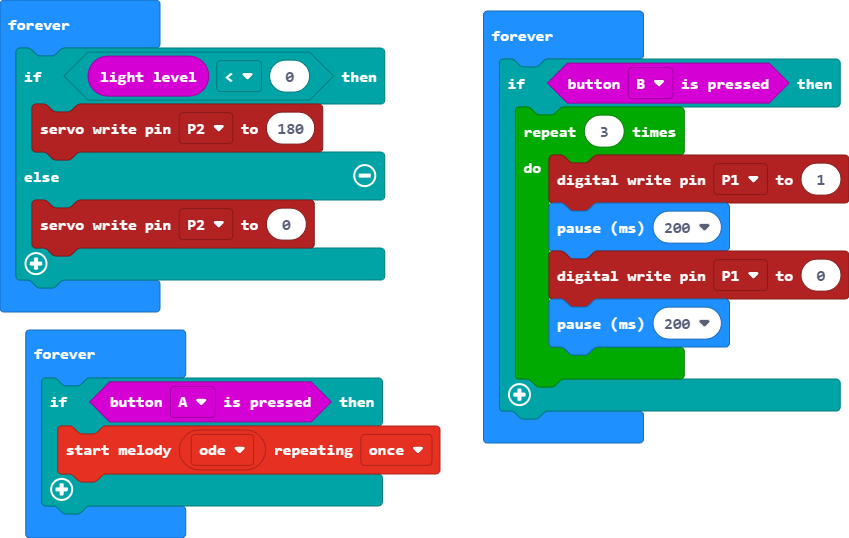 forever
if light level < 0 then
servo write pin P2 to 180
else
servo write pin P2 to 0
forever
if button A is pressed then
start melody ode repeating once
forever
if button B is pressed then
repeat 3 times
do digital write pin P1 to 1
pause (ms) 200
digital write pin P1 to 0
pause (ms) 200